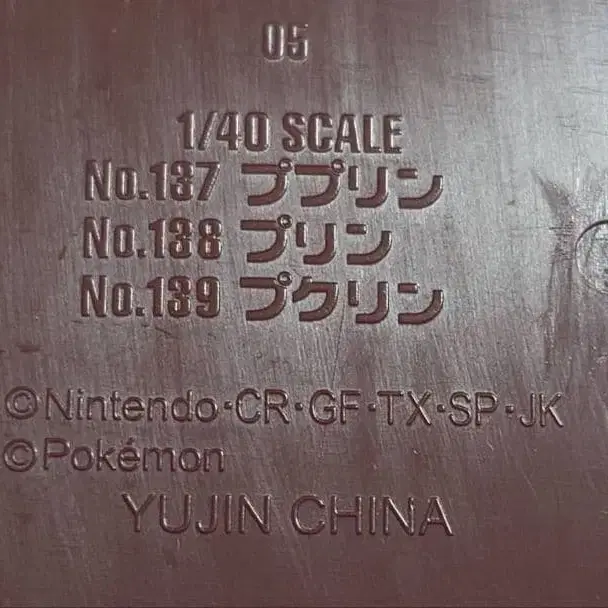 05
1/40 SCALE
No.137 ププリン
No.138 プリン
No.139 プクリン
©Nintendo･CR･GF･TX･SP･JK
©Pokémon
YUJIN CHINA